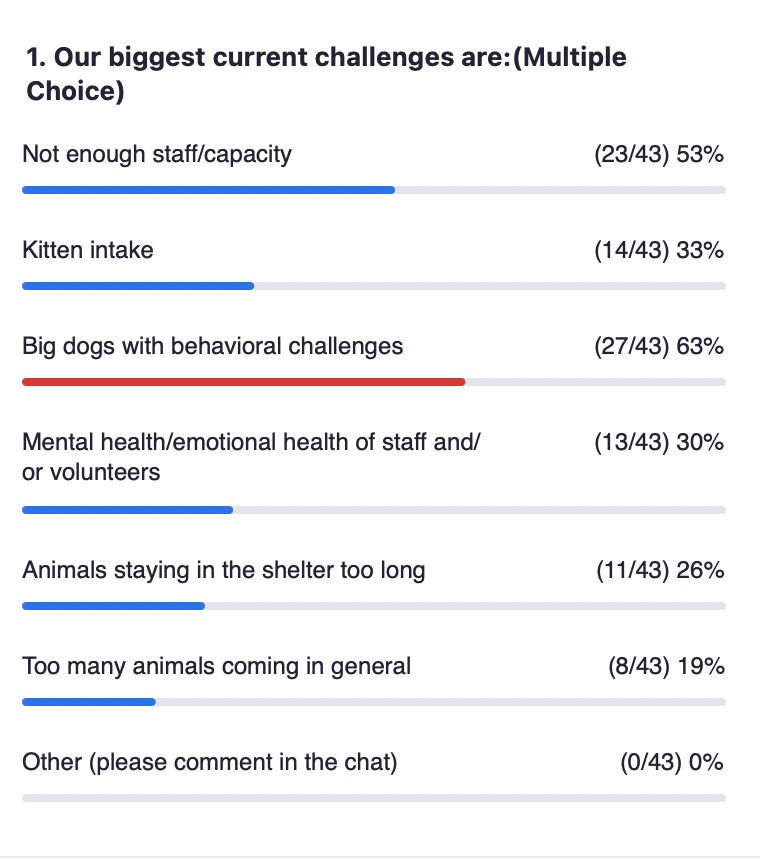 1. Our biggest current challenges are:(Multiple
Choice)
Not enough staff/capacity (23/43) 53%
Kitten intake (14/43) 33%
Big dogs with behavioral challenges (27/43) 63%
Mental health/emotional health of staff and/ (13/43) 30%
or volunteers
Animals staying in the shelter too long (11/43) 26%
Too many animals coming in general (8/43) 19%
Other (please comment in the chat) (0/43) 0%